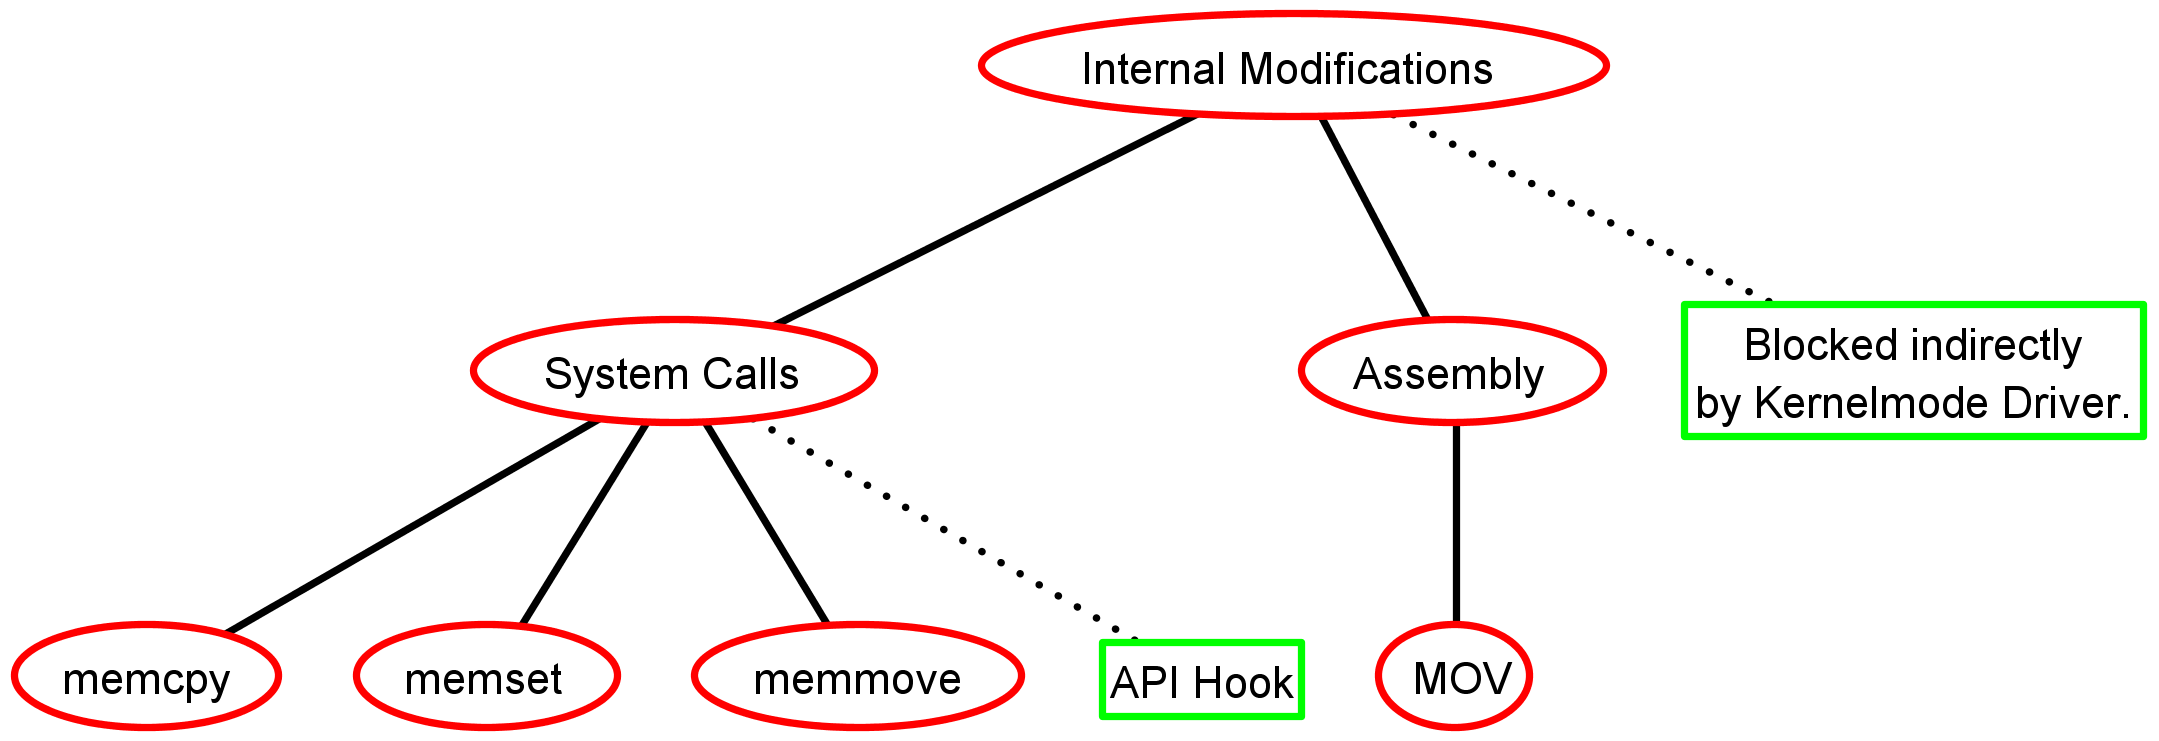 Internal Modifications
System Calls
Assembly
Blocked indirectly
by Kernelmode Driver.
memcpy
memset
memmove
API Hook
MOV